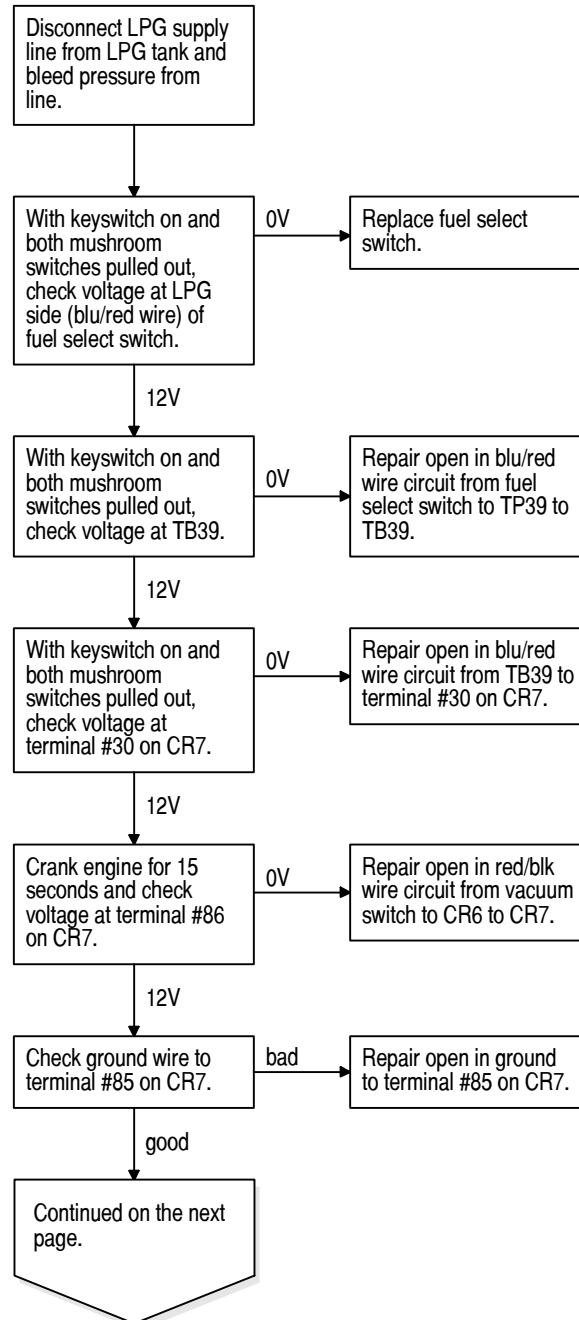 Disconnect LPG supply
line from LPG tank and
bleed pressure from
line.
With keyswitch on and
both mushroom
switches pulled out,
check voltage at LPG
side (blu/red wire) of
fuel select switch.
0V
Replace fuel select
switch.
12V
With keyswitch on and
both mushroom
switches pulled out,
check voltage at TB39.
0V
Repair open in blu/red
wire circuit from fuel
select switch to TP39 to
TB39.
12V
With keyswitch on and
both mushroom
switches pulled out,
check voltage at
terminal #30 on CR7.
0V
Repair open in blu/red
wire circuit from TB39 to
terminal #30 on CR7.
12V
Crank engine for 15
seconds and check
voltage at terminal #86
on CR7.
0V
Repair open in red/blk
wire circuit from vacuum
switch to CR6 to CR7.
12V
Check ground wire to
terminal #85 on CR7.
bad
Repair open in ground
to terminal #85 on CR7.
good
Continued on the next
page.